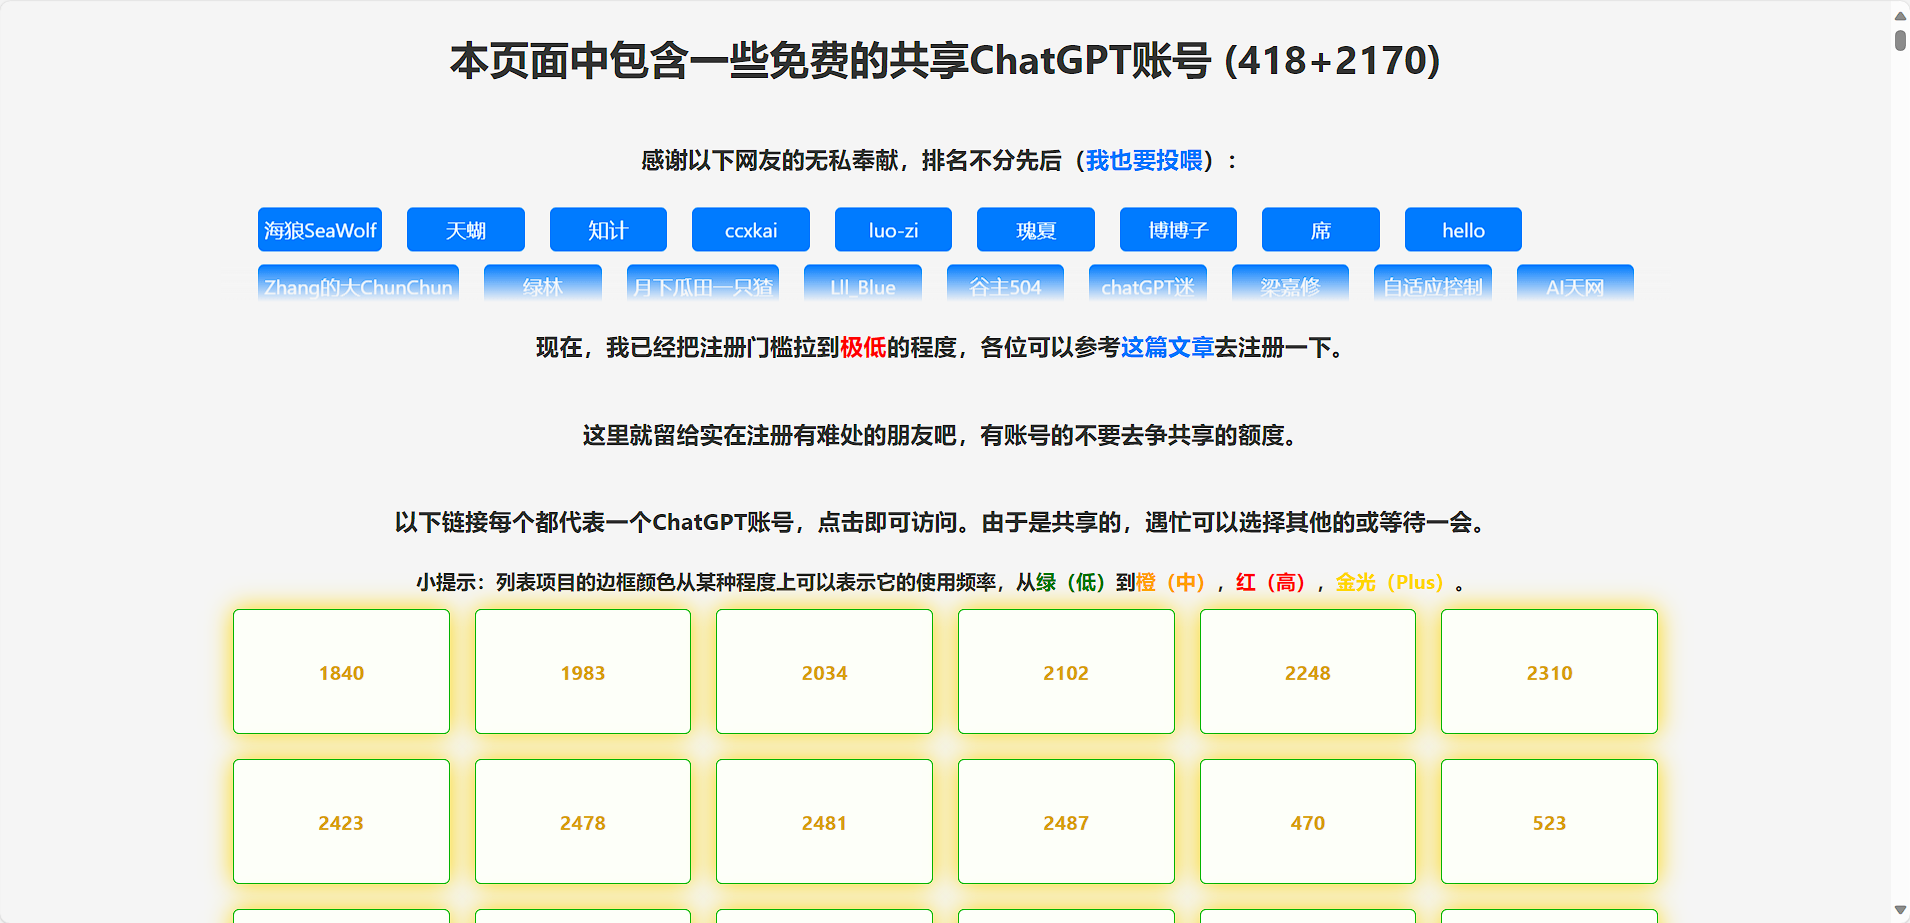 本页面中包含一些免费的共享ChatGPT账号 (418+2170)
感谢以下网友的无私奉献，排名不分先后（我也要投喂）：
海狼SeaWolf 天蝴 知计 ccxkai luo-zi 瑰夏 博博子 席 hello
Zhang的大ChunChun 绿林 月下瓜田一只猹 Lll_Blue 谷主504 chatGPT迷 梁嘉修 自适应控制 AI天网
现在，我已经把注册门槛拉到极低的程度，各位可以参考这篇文章去注册一下。
这里就留给实在注册有难处的朋友吧，有账号的不要去争共享的额度。
以下链接每个都代表一个ChatGPT账号，点击即可访问。由于是共享的，遇忙可以选择其他的或等待一会。
小提示：列表项目的边框颜色从某种程度上可以表示它的使用频率，从绿（低）到橙（中），红（高），金光（Plus）。
1840 1983 2034 2102 2248 2310
2423 2478 2481 2487 470 523